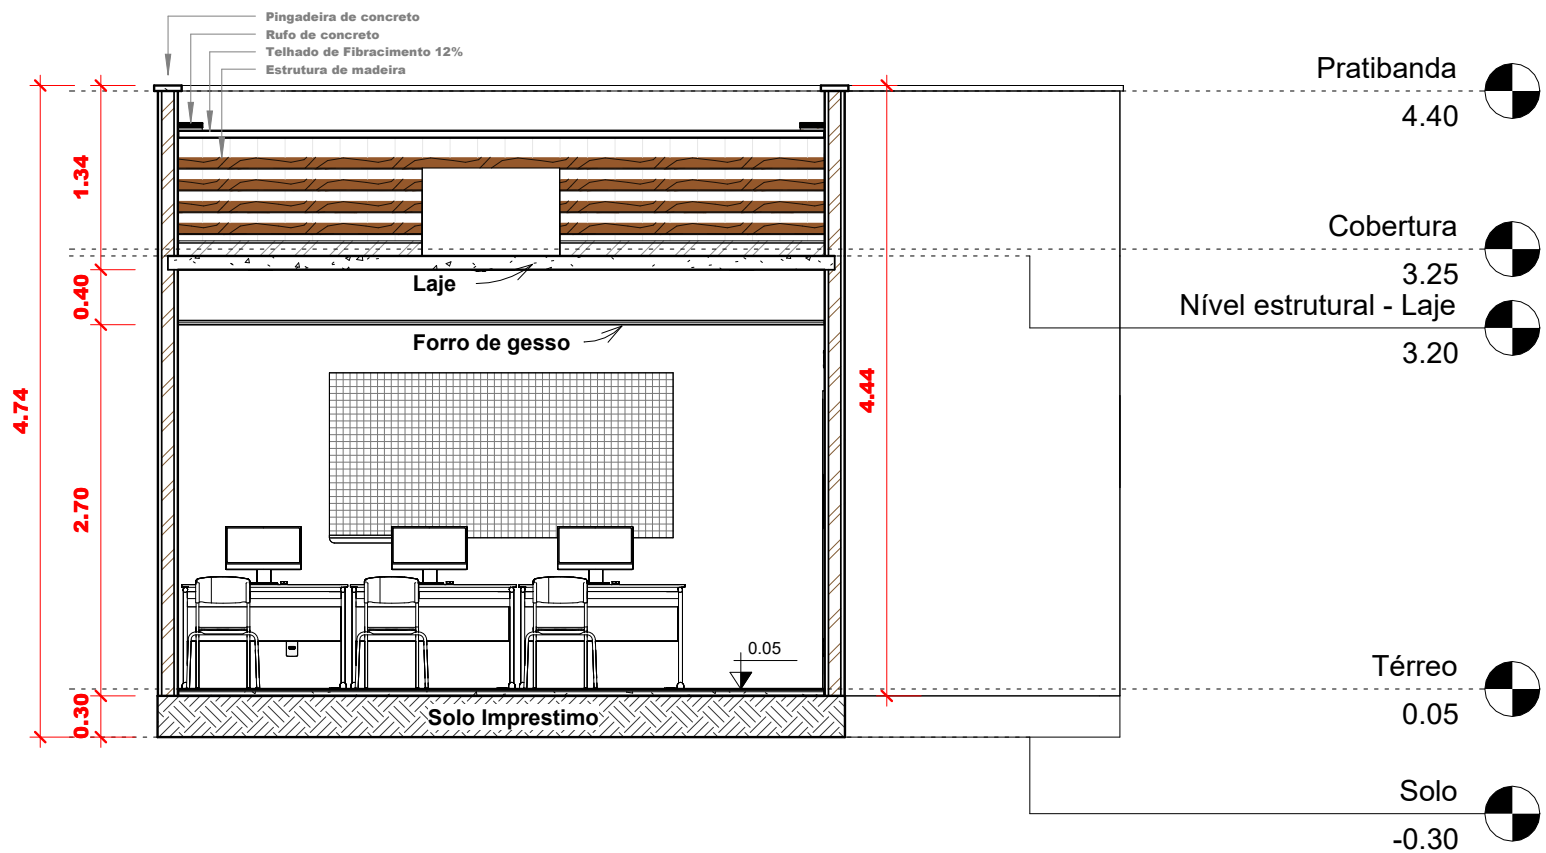 Pingadeira de concreto
Rufo de concreto
Telhado de Fibracimento 12%
Estrutura de madeira
Pratibanda
4.40
1.34
Cobertura
3.25
0.40
Laje
Nível estrutural - Laje
3.20
Forro de gesso
4.74
4.44
2.70
0.05
Térreo
0.05
0.30
Solo Imprestimo
Solo
-0.30